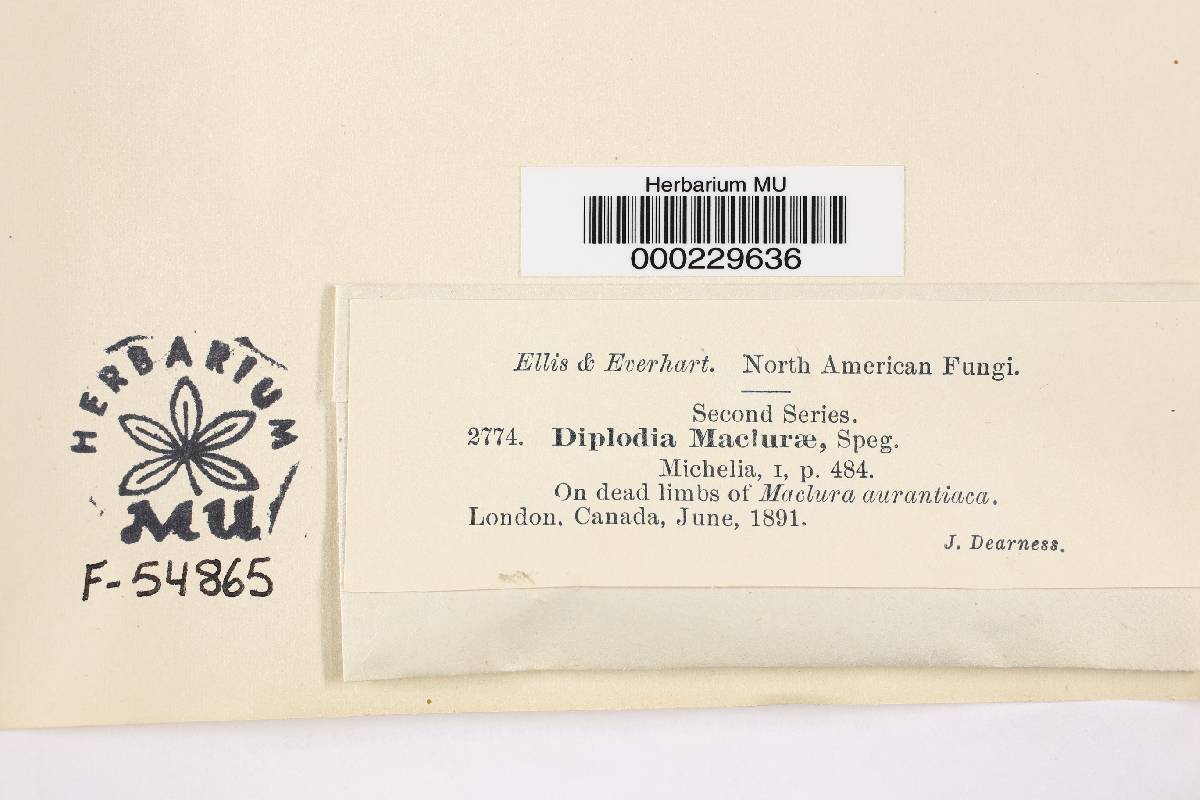 Herbarium MU
000229636
HERBARIUM
MU
F-54865
Ellis & Everhart. North American Fungi.
Second Series.
2774. Diplodia Macluræ, Speg.
Michelia, I, p. 484.
On dead limbs of Maclura aurantiaca.
London, Canada, June, 1891.
J. Dearness.